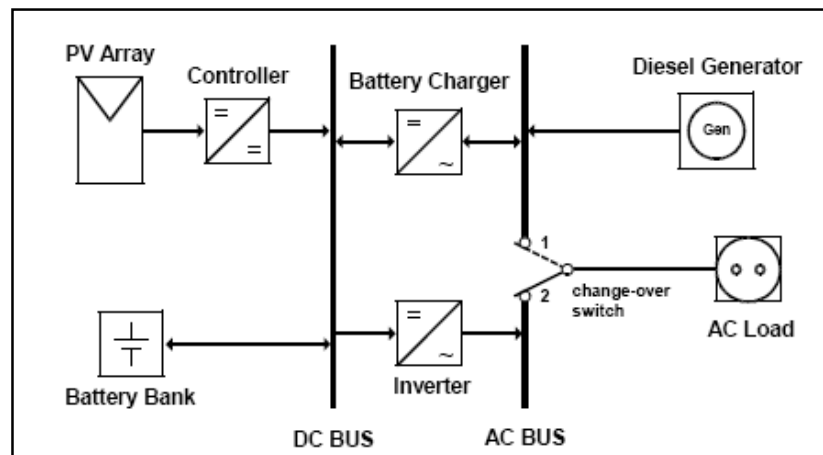 PV Array
Controller
Battery Charger
Diesel Generator
=
=
=
~
Gen
1
2
change-over
switch
AC Load
=
~
Battery Bank
Inverter
DC BUS
AC BUS